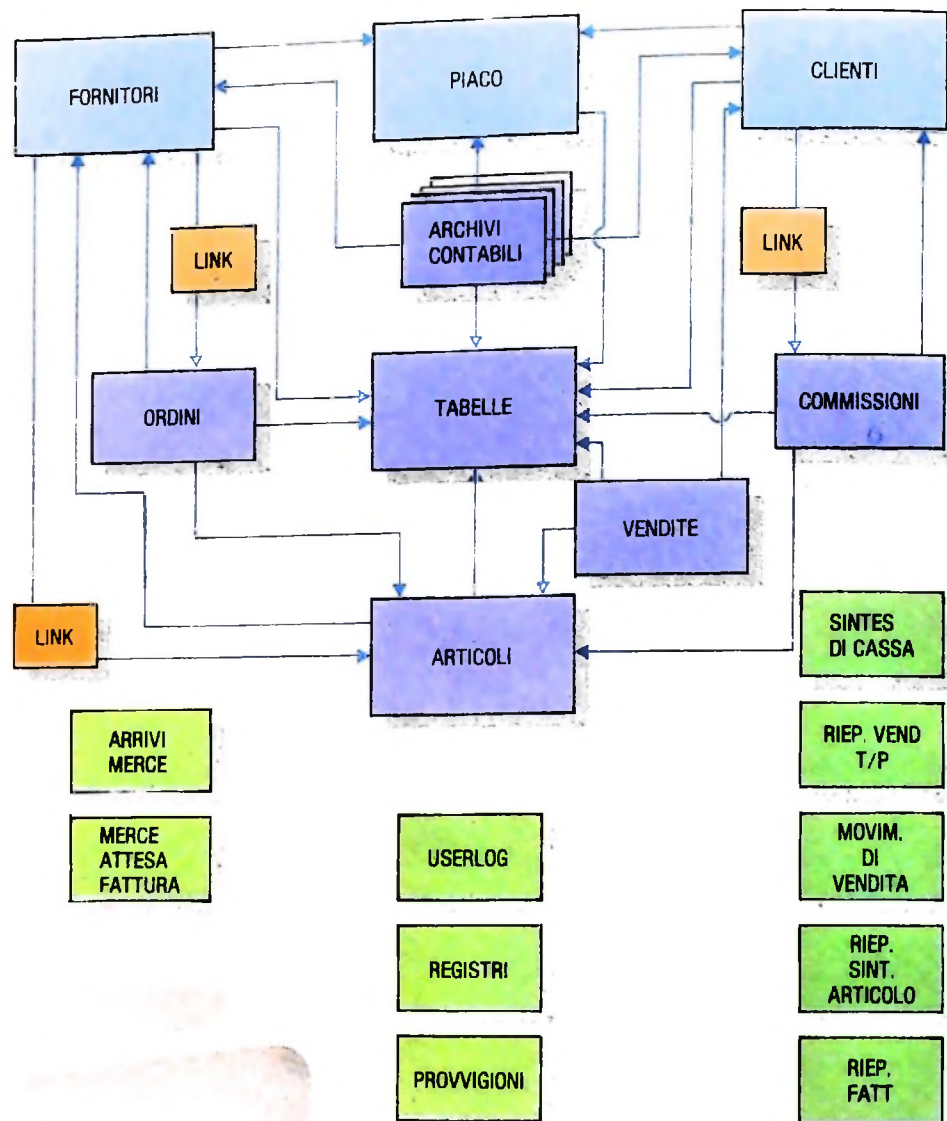 FORNITORI
PIACO
CLIENTI
LINK
ARCHIVI
CONTABILI
LINK
ORDINI
TABELLE
COMMISSIONI
VENDITE
LINK
ARTICOLI
SINTES
DI CASSA
ARRIVI
MERCE
RIEP. VEND
T/P
MERCE
ATTESA
FATTURA
USERLOG
MOVIM.
DI
VENDITA
REGISTRI
RIEP.
SINT.
ARTICOLO
PROVVIGIONI
RIEP.
FATT